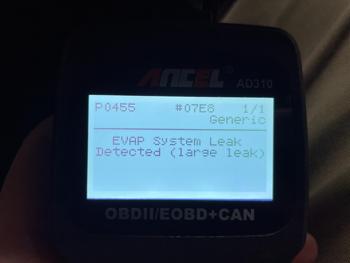 ANCEL®
AD310
P0455 #07E8 1/1
Generic
EVAP System Leak
Detected (large leak)
OBDII/EOBD+CAN